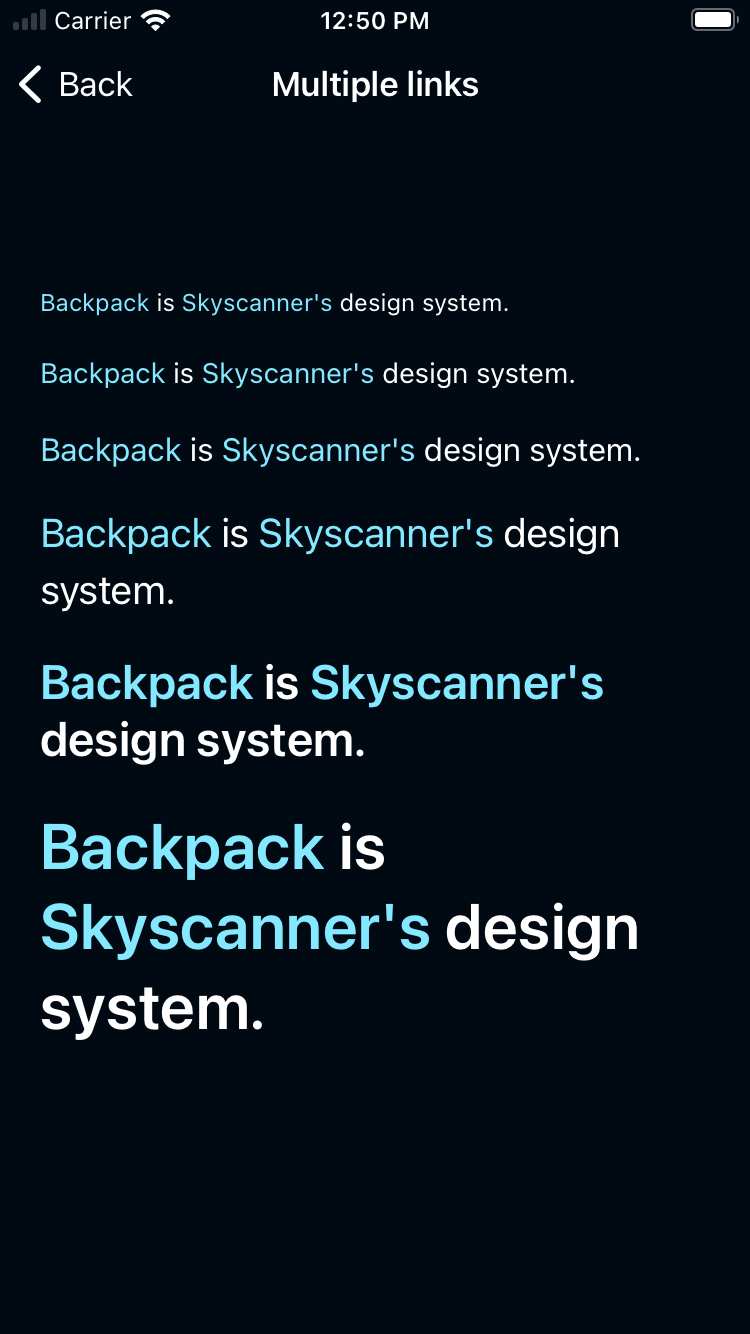 Carrier 12:50 PM
Back Multiple links
Backpack is Skyscanner's design system.
Backpack is Skyscanner's design system.
Backpack is Skyscanner's design system.
Backpack is Skyscanner's design
system.
Backpack is Skyscanner's
design system.
Backpack is
Skyscanner's design
system.